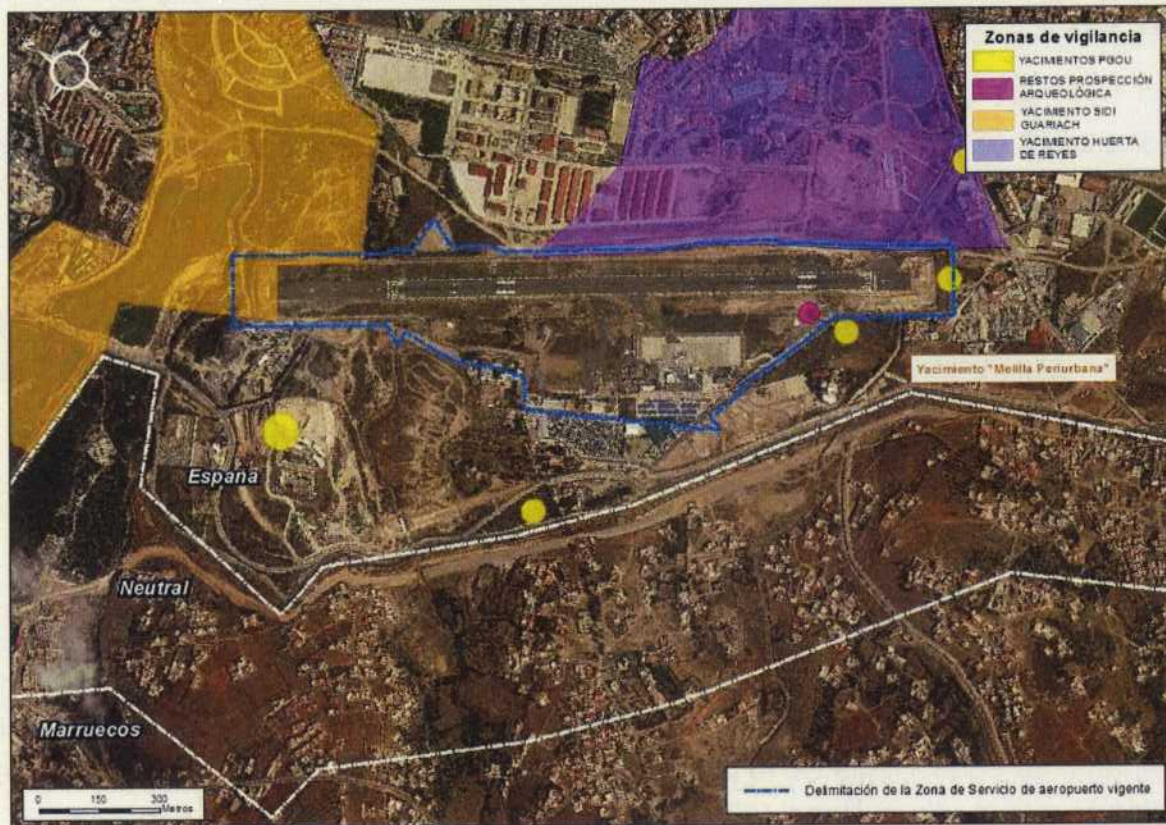 Zonas de vigilancia
YACIMIENTOS PGOU
RESTOS PROSPECCIÓN
ARQUEOLÓGICA
YACIMIENTO SIDI
GUARIACH
YACIMIENTO HUERTA
DE REYES
Yacimiento "Melilla Periurbana"
España
Neutral
Marruecos
0 150 300
Metros
Delimitación de la Zona de Servicio de aeropuerto vigente